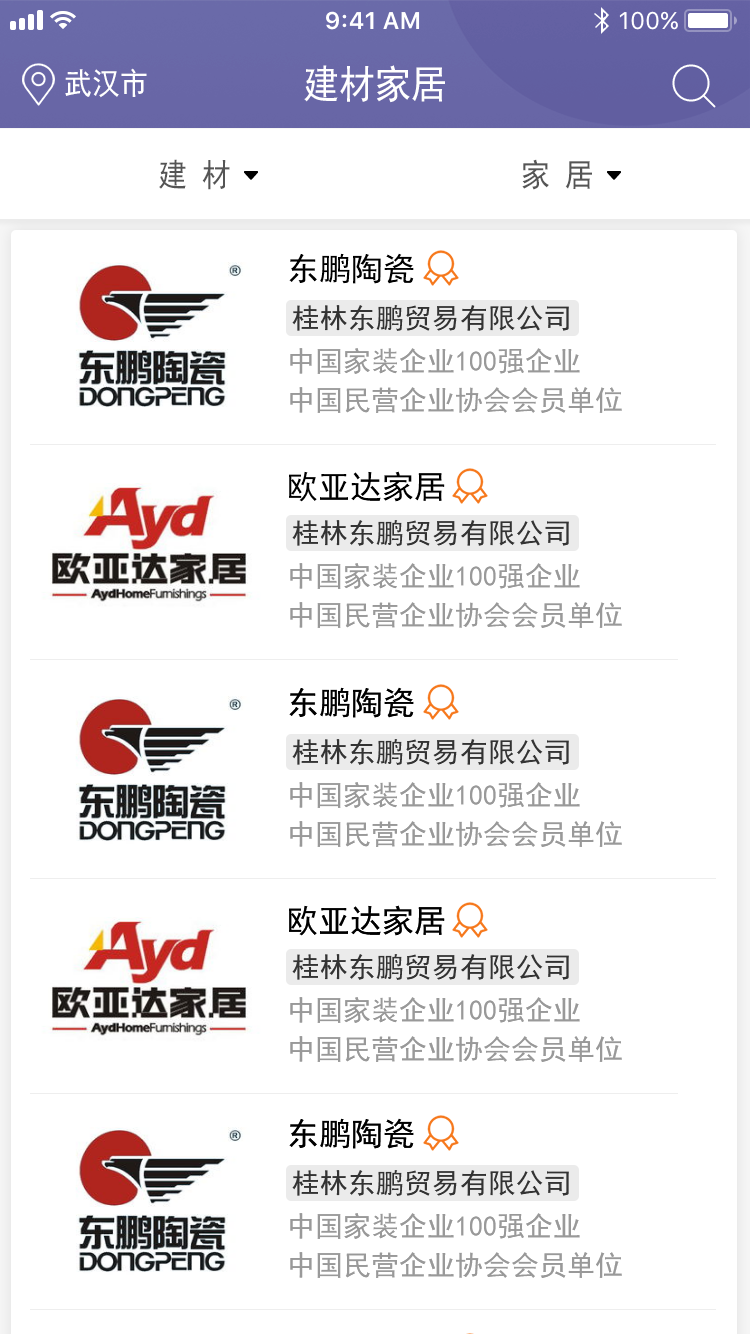 9:41 AM
100%
武汉市
建材家居
建 材
家 居
®
东鹏陶瓷
DONGPENG
东鹏陶瓷
桂林东鹏贸易有限公司
中国家装企业100强企业
中国民营企业协会会员单位
Ayd
欧亚达家居
AydHomeFurnishings
欧亚达家居
桂林东鹏贸易有限公司
中国家装企业100强企业
中国民营企业协会会员单位
®
东鹏陶瓷
DONGPENG
东鹏陶瓷
桂林东鹏贸易有限公司
中国家装企业100强企业
中国民营企业协会会员单位
Ayd
欧亚达家居
AydHomeFurnishings
欧亚达家居
桂林东鹏贸易有限公司
中国家装企业100强企业
中国民营企业协会会员单位
®
东鹏陶瓷
DONGPENG
东鹏陶瓷
桂林东鹏贸易有限公司
中国家装企业100强企业
中国民营企业协会会员单位